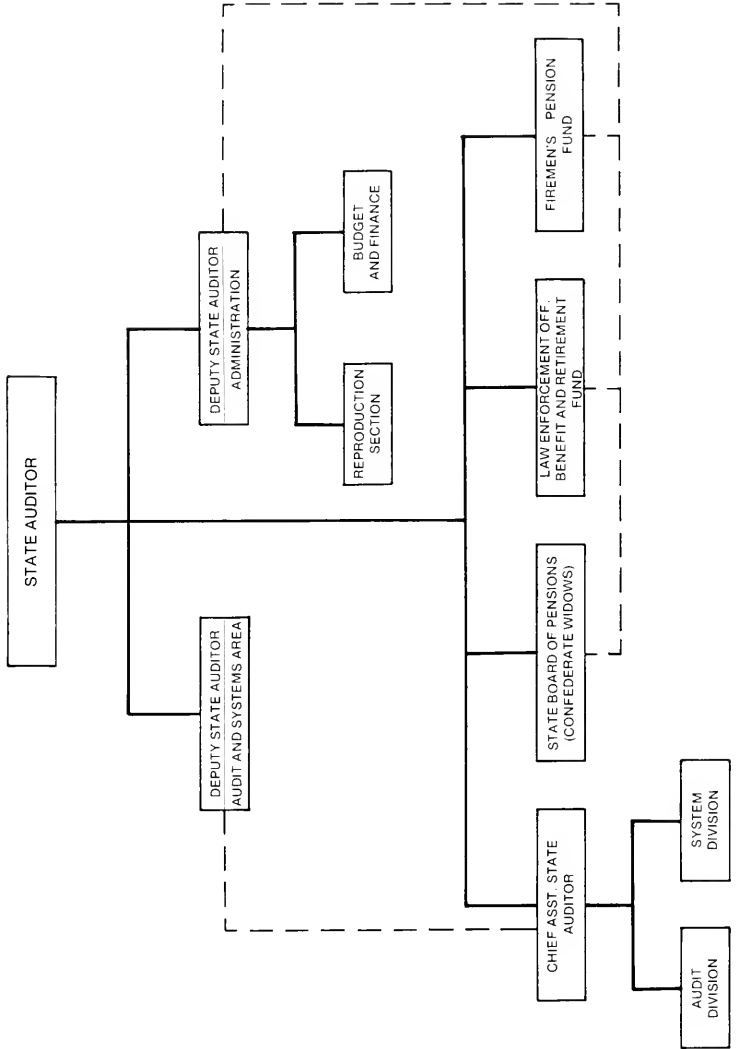 STATE AUDITOR
DEPUTY STATE AUDITOR
AUDIT AND SYSTEMS AREA
DEPUTY STATE AUDITOR
ADMINISTRATION
REPRODUCTION
SECTION
BUDGET
AND FINANCE
CHIEF ASST. STATE
AUDITOR
STATE BOARD OF PENSIONS
(CONFEDERATE WIDOWS)
LAW ENFORCEMENT OFF.
BENEFIT AND RETIREMENT
FUND
FIREMEN'S PENSION
FUND
AUDIT
DIVISION
SYSTEM
DIVISION